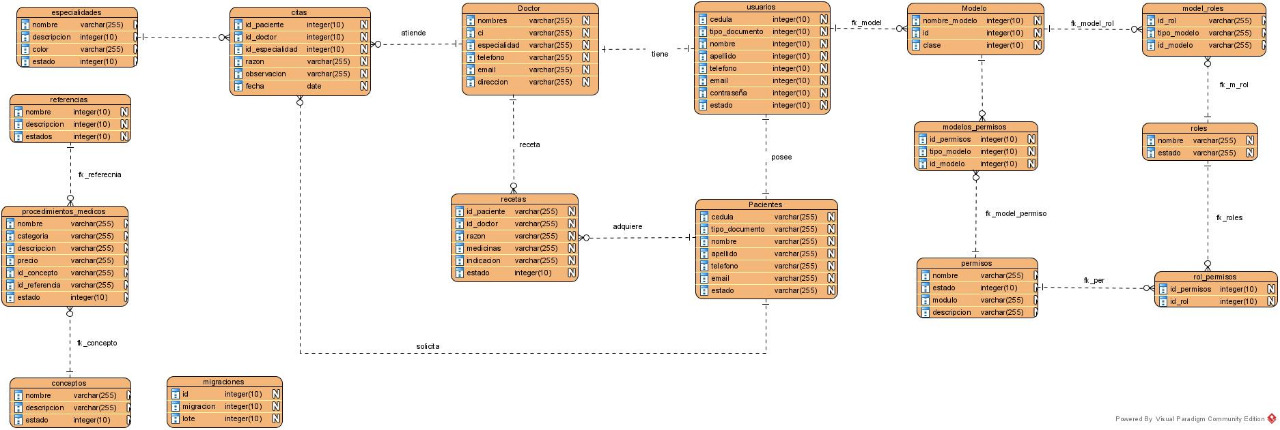 especialidades
nombre varchar(255)
descripcion integer(10)
color varchar(255)
estado integer(10)
citas
id_paciente integer(10)
id_doctor integer(10)
id_especialidad integer(10)
razon varchar(255)
observacion varchar(255)
fecha date
atiende
Doctor
nombres varchar(255)
ci varchar(255)
especialidad varchar(255)
telefono varchar(255)
email varchar(255)
direccion varchar(255)
tiene
usuarios
cedula integer(10)
tipo_documento integer(10)
nombre integer(10)
apellido integer(10)
telefono integer(10)
email integer(10)
contraseña integer(10)
estado integer(10)
fk_model
Modelo
nombre_modelo integer(10)
id integer(10)
clase integer(10)
fk_model_rol
model_roles
id_rol varchar(255)
tipo_modelo varchar(255)
id_modelo varchar(255)
fk_m_rol
referencias
nombre integer(10)
descripcion integer(10)
estados integer(10)
fk_referecnia
receta
posee
modelos_permisos
id_permisos integer(10)
tipo_modelo integer(10)
id_modelo integer(10)
fk_model_permiso
roles
nombre varchar(255)
estado varchar(255)
fk_roles
procedimientos_medicos
nombre varchar(255)
categoria varchar(255)
descripcion varchar(255)
precio varchar(255)
id_concepto varchar(255)
id_referencia varchar(255)
estado integer(10)
fk_concepto
recetas
id_paciente varchar(255)
id_doctor varchar(255)
razon varchar(255)
medicinas varchar(255)
indicacion varchar(255)
estado integer(10)
adquiere
Pacientes
cedula varchar(255)
tipo_documento varchar(255)
nombre varchar(255)
apellido varchar(255)
telefono varchar(255)
email varchar(255)
estado varchar(255)
solicita
permisos
nombre varchar(255)
estado integer(10)
modulo varchar(255)
descripcion varchar(255)
fk_per
rol_permisos
id_permisos integer(10)
id_rol integer(10)
conceptos
nombre varchar(255)
descripcion varchar(255)
estado integer(10)
migraciones
id integer(10)
migracion integer(10)
lote integer(10)
Powered By Visual Paradigm Community Edition